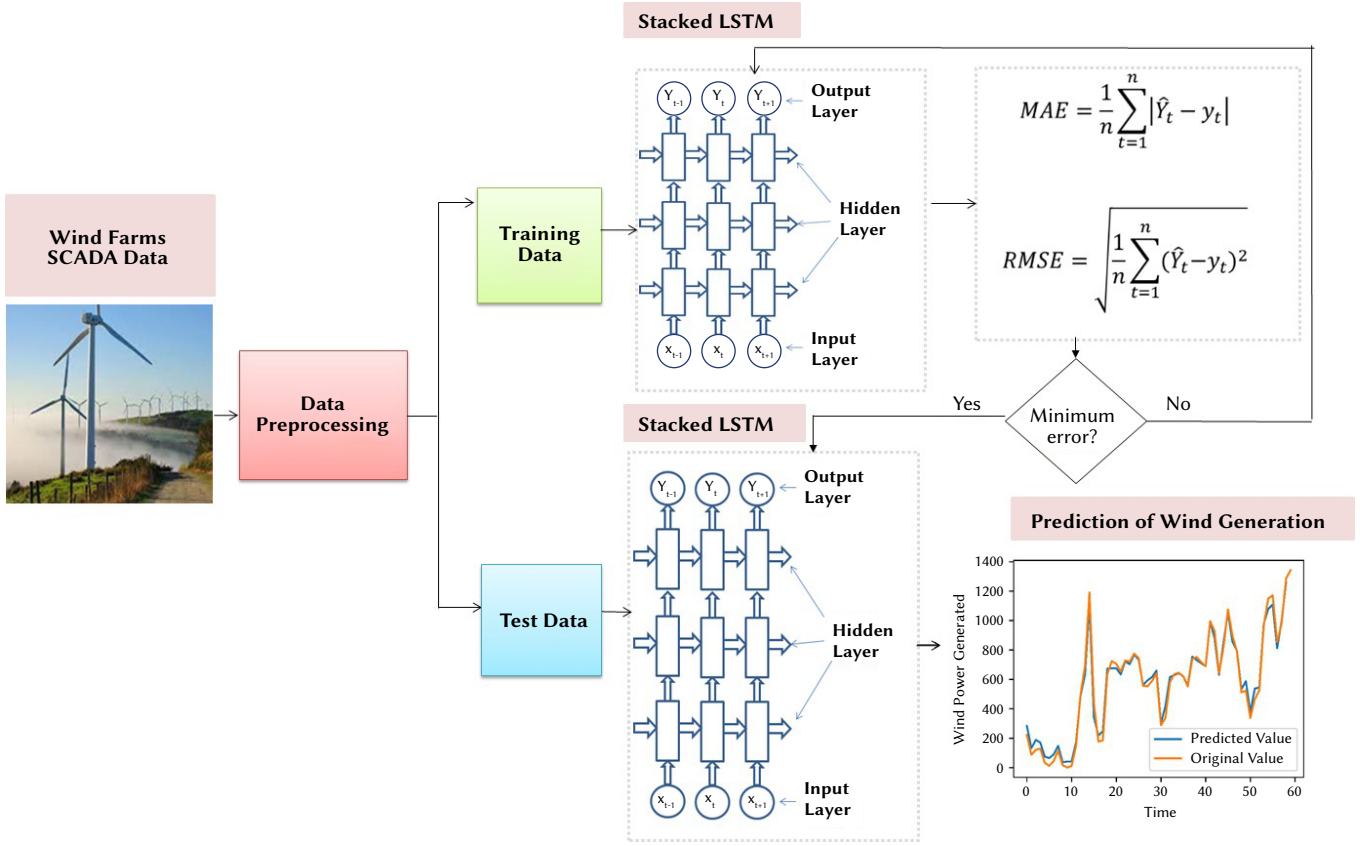 Stacked LSTM
Y t-1
Y t
Y t+1
Output
Layer
Hidden
Layer
x t-1
x t
x t+1
Input
Layer
MAE = 1/n ∑ n t=1 |Ŷt − yt|
RMSE = √ 1/n ∑ n t=1 (Ŷt−yt)²
Wind Farms
SCADA Data
Training
Data
Data
Preprocessing
Minimum
error?
Yes
No
Stacked LSTM
Y t-1
Y t
Y t+1
Output
Layer
Test Data
Hidden
Layer
x t-1
x t
x t+1
Input
Layer
Prediction of Wind Generation
Wind Power Generated
1400
1200
1000
800
600
400
200
0
Predicted Value
Original Value
0 10 20 30 40 50 60
Time